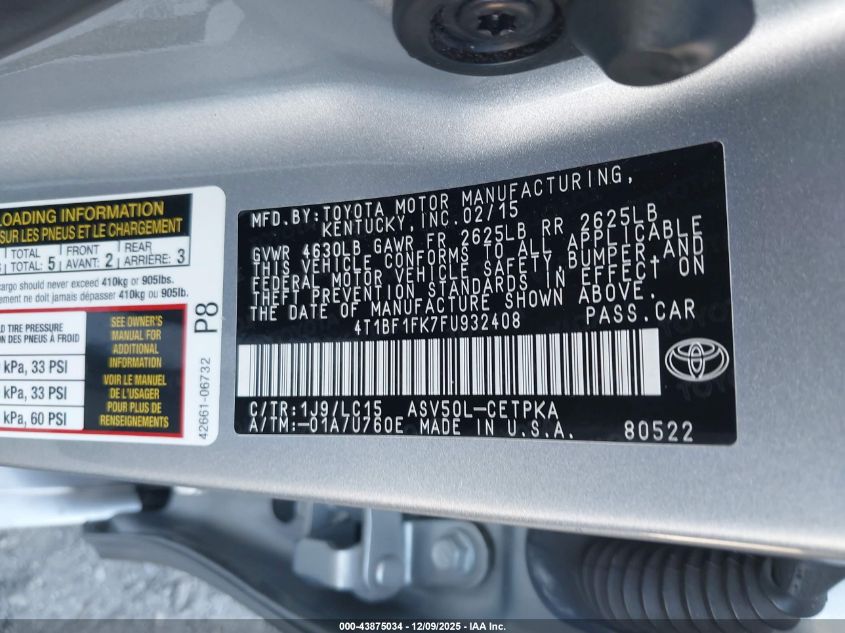 LOADING INFORMATION
SUR LES PNEUS ET LE CHARGEMENT
TOTAL FRONT REAR
TOTAL: 5 AVANT: 2 ARRIÈRE: 3
cargo should never exceed 410kg or 905lbs.
ne doit jamais dépasser 410kg ou 905lb.
TIRE PRESSURE
DES PNEUS À FROID
kPa, 33 PSI
kPa, 33 PSI
kPa, 60 PSI
SEE OWNER'S
MANUAL FOR
ADDITIONAL
INFORMATION
VOIR LE MANUEL
DE L'USAGER
POUR PLUS DE
RENSEIGNEMENTS
42661-06732 P8
MFD.BY: TOYOTA MOTOR MANUFACTURING,
KENTUCKY, INC. 02/15
GVWR 4630LB GAWR FR 2625LB RR 2625LB
THIS VEHICLE CONFORMS TO ALL APPLICABLE
FEDERAL MOTOR VEHICLE SAFETY, BUMPER, AND
THEFT PREVENTION STANDARDS IN EFFECT ON
THE DATE OF MANUFACTURE SHOWN ABOVE.
4T1BF1FK7FU932408 PASS.CAR
C/TR:1J9/LC15 ASV50L-CETPKA
A/TM:-01A/U760E MADE IN U.S.A. 80522
000-43875034 - 12/09/2025 - IAA Inc.